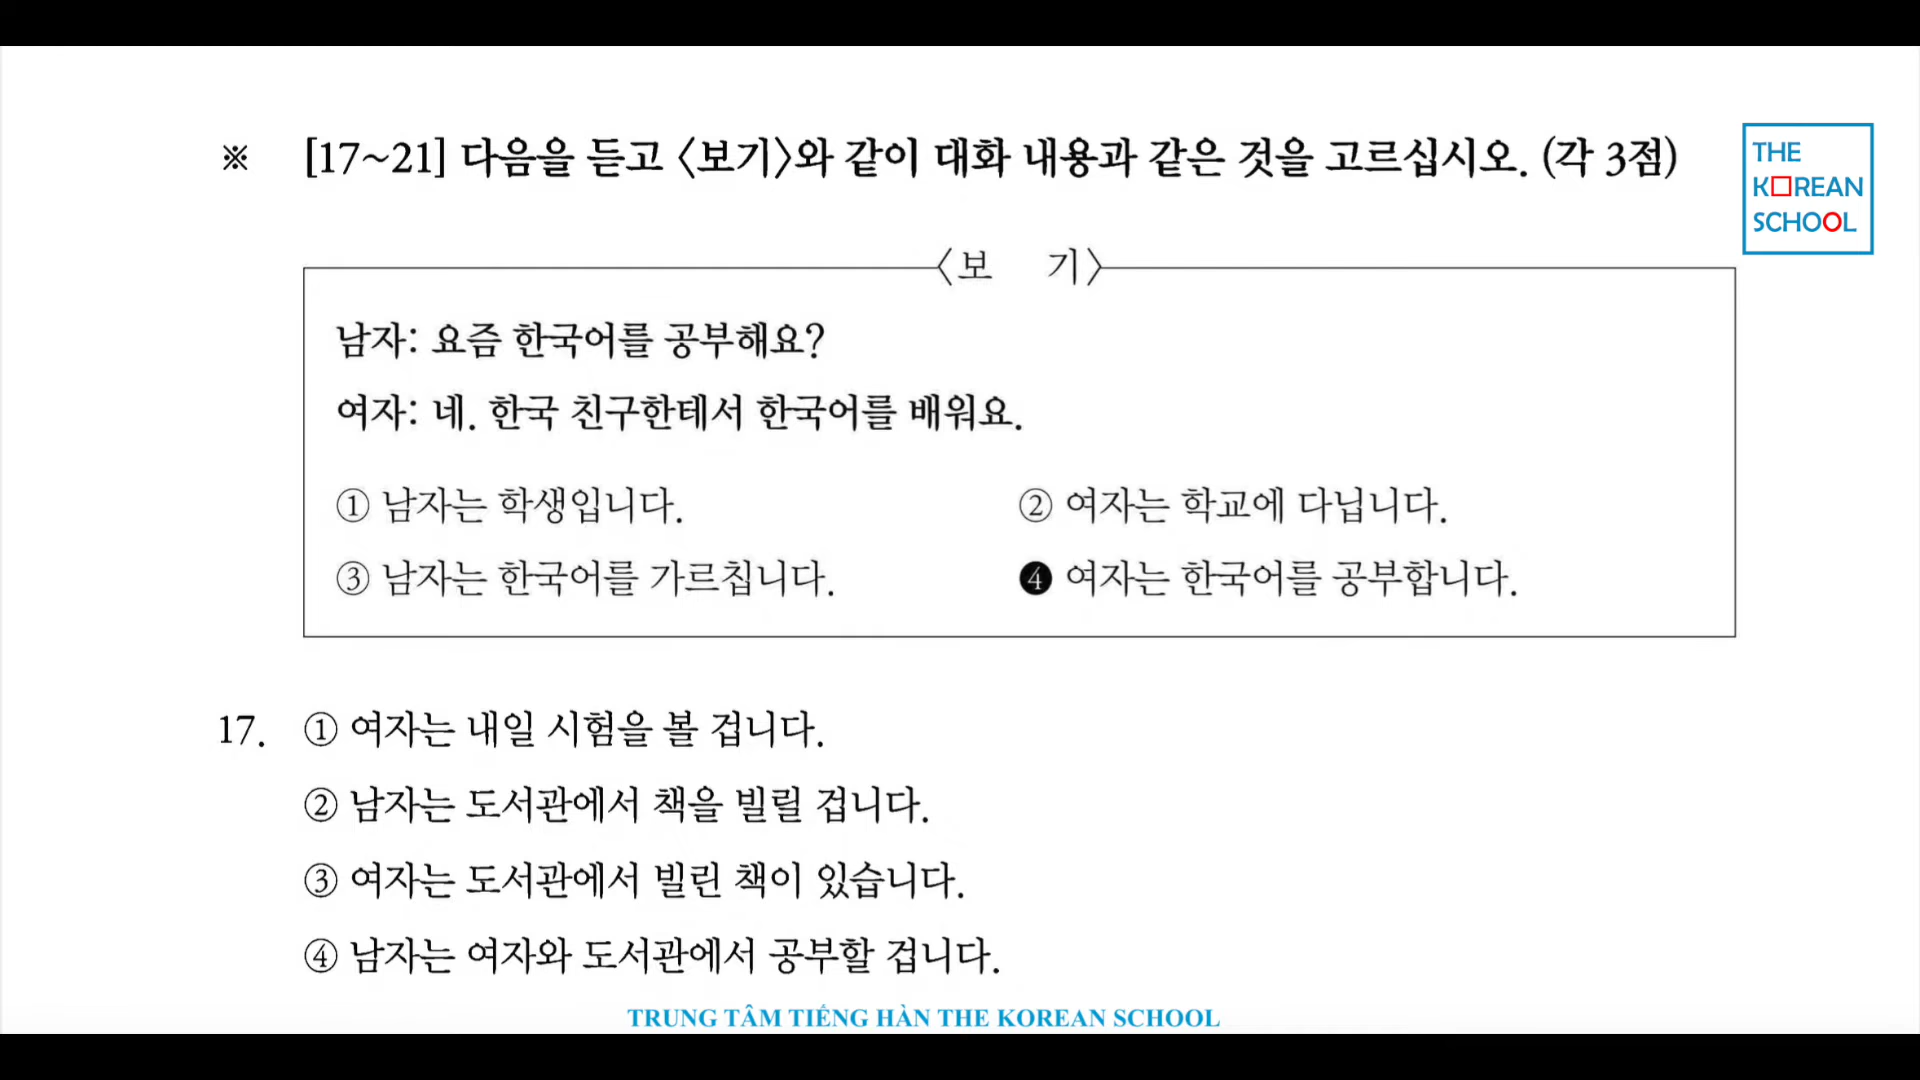 ※ [17~21] 다음을 듣고 〈보기〉와 같이 대화 내용과 같은 것을 고르십시오. (각 3점)
THE
KOREAN
SCHOOL
〈보 기〉
남자: 요즘 한국어를 공부해요?
여자: 네. 한국 친구한테서 한국어를 배워요.
① 남자는 학생입니다. ② 여자는 학교에 다닙니다.
③ 남자는 한국어를 가르칩니다. ❹ 여자는 한국어를 공부합니다.
17. ① 여자는 내일 시험을 볼 겁니다.
② 남자는 도서관에서 책을 빌릴 겁니다.
③ 여자는 도서관에서 빌린 책이 있습니다.
④ 남자는 여자와 도서관에서 공부할 겁니다.
TRUNG TÂM TIẾNG HÀN THE KOREAN SCHOOL